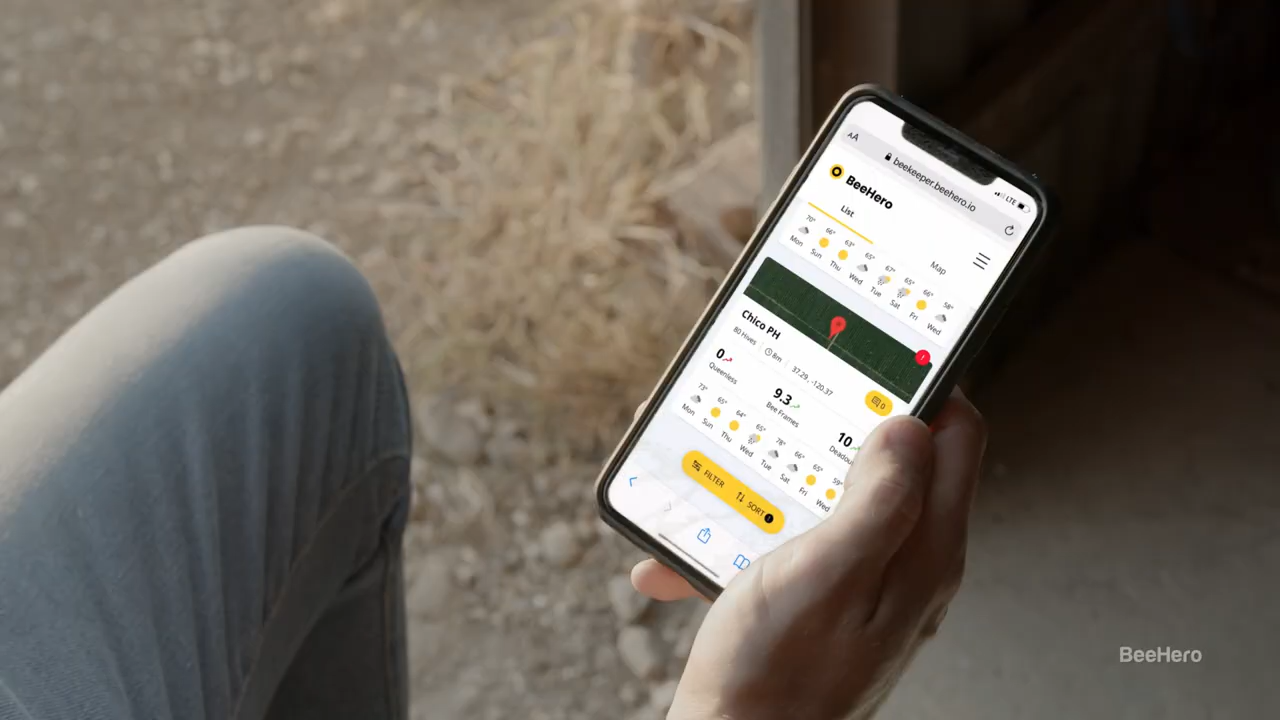 AA
beekeeper.beehero.io
LTE
BeeHero
List
Map
70° 66° 63° 65° 67° 65° 66° 58°
Mon Sun Thu Wed Tue Sat Fri Wed
!
Chico PH
80 Hives 8m 37.29, -120.37
0
0 9.3 10
Queenless Bee Frames
73° 65° 64° 65° 78° 66° 65° 59°
Mon Sun Thu Wed Tue Sat Fri Wed
FILTER SORT
BeeHero